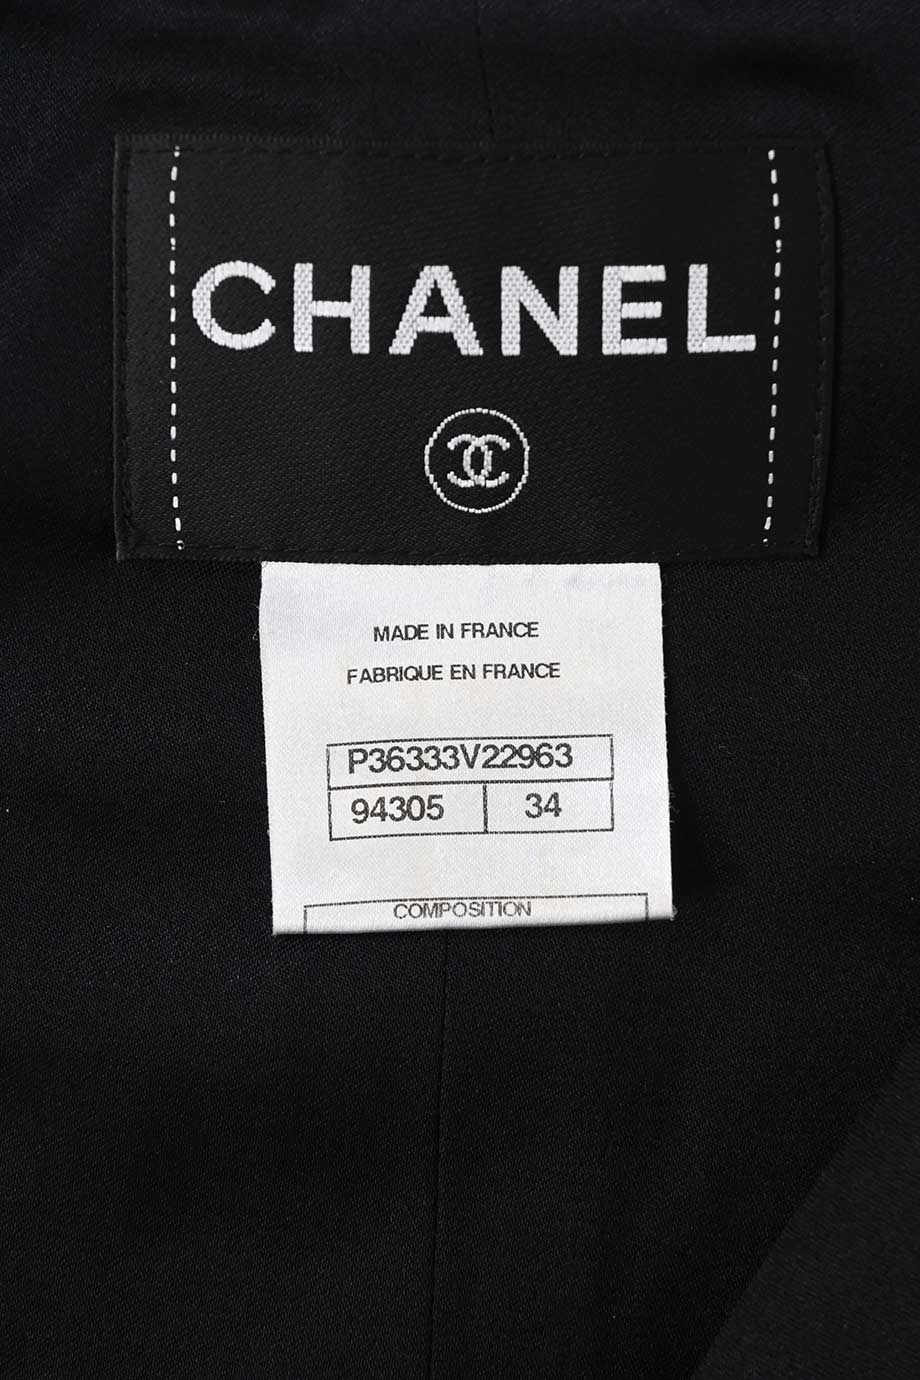 CHANEL
MADE IN FRANCE
FABRIQUE EN FRANCE
P36333V22963
94305 34
COMPOSITION